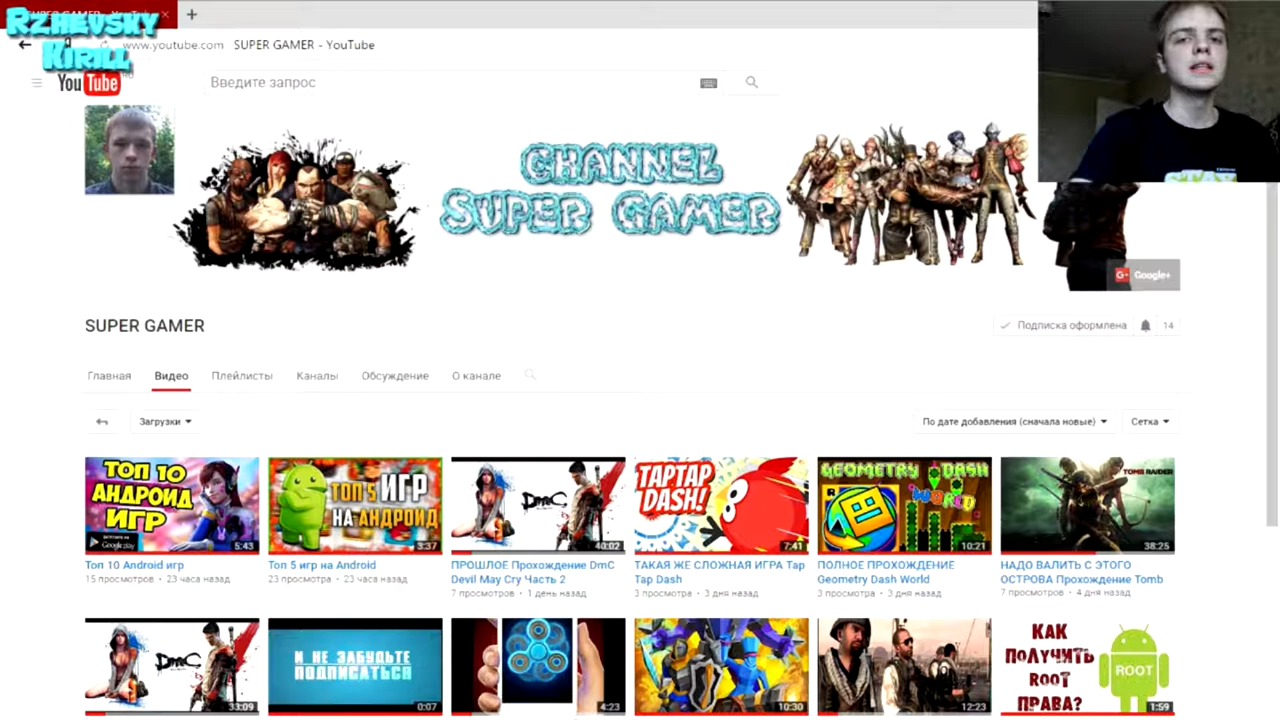 Rzhevsky
Kirill
www.youtube.com SUPER GAMER - YouTube
YouTube RU
Введите запрос
CHANNEL
SUPER GAMER
G+ Google+
SUPER GAMER
Подписка оформлена 14
Главная Видео Плейлисты Каналы Обсуждение О канале
Загрузки
По дате добавления (сначала новые) Сетка
ТОП 10
АНДРОИД
ИГР
Google play
5:43
ТОП 5 ИГР
НА АНДРОИД
3:37
DmC
40:02
TAPTAP
DASH!
7:41
GEOMETRY DASH
WORLD
10:21
TOMB RAIDER
38:25
Топ 10 Android игр
15 просмотров • 23 часа назад
Топ 5 игр на Android
23 просмотра • 23 часа назад
ПРОШЛОЕ Прохождение DmC
Devil May Cry Часть 2
7 просмотров • 1 день назад
ТАКАЯ ЖЕ СЛОЖНАЯ ИГРА Tap
Tap Dash
3 просмотра • 3 дня назад
ПОЛНОЕ ПРОХОЖДЕНИЕ
Geometry Dash World
3 просмотра • 3 дня назад
НАДО ВАЛИТЬ С ЭТОГО
ОСТРОВА Прохождение Tomb
7 просмотров • 4 дня назад
DmC
33:09
И НЕ ЗАБУДЬТЕ
ПОДПИСАТЬСЯ
0:07
4:23
10:30
12:23
КАК
ПОЛУЧИТЬ
ROOT
ПРАВА?
ROOT
1:59